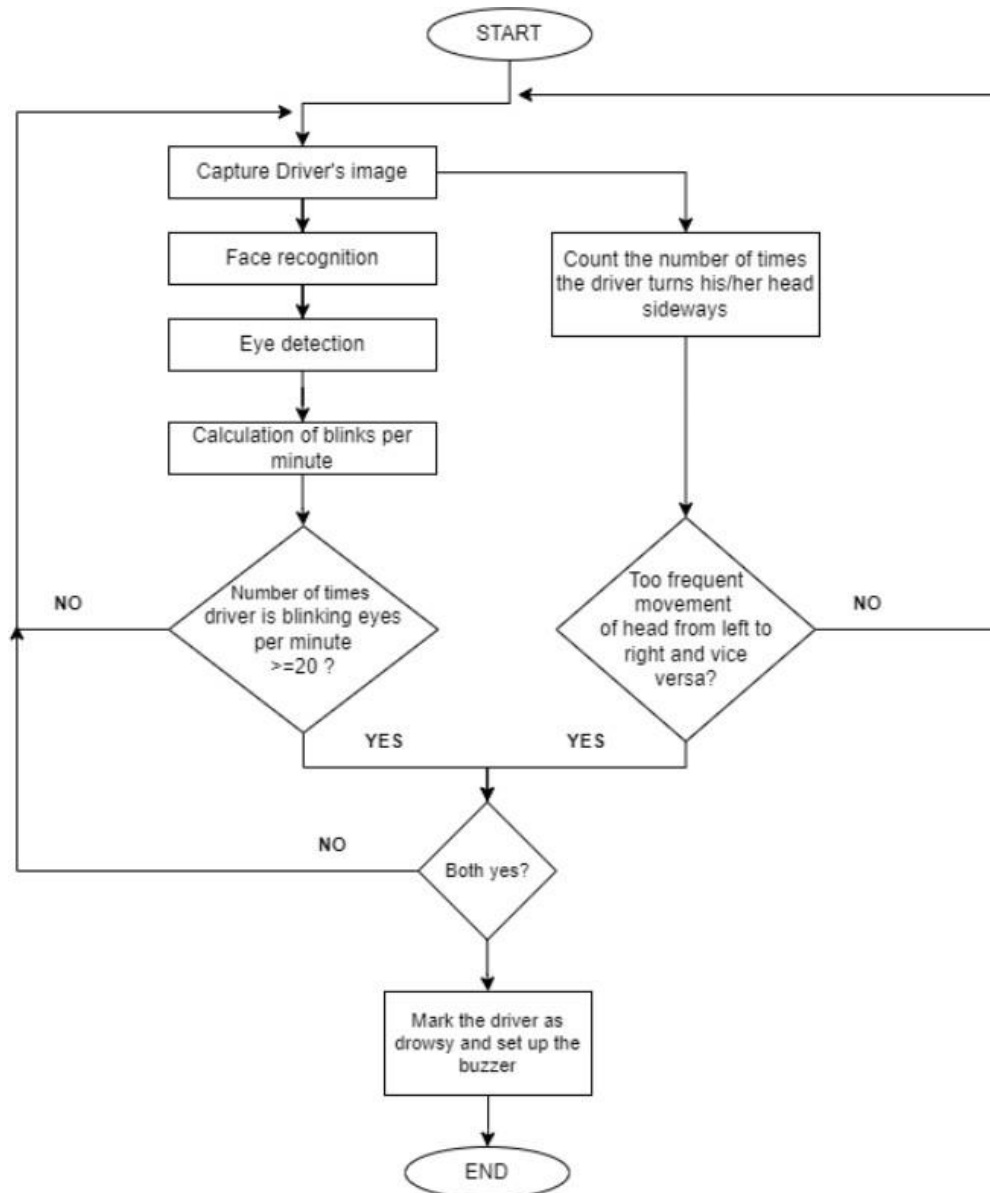 START
Capture Driver's image
Face recognition
Count the number of times
the driver turns his/her head
sideways
Eye detection
Calculation of blinks per
minute
Number of times
driver is blinking eyes
per minute
>=20 ?
NO
Too frequent
movement
of head from left to
right and vice
versa?
NO
YES
YES
NO
Both yes?
Mark the driver as
drowsy and set up the
buzzer
END